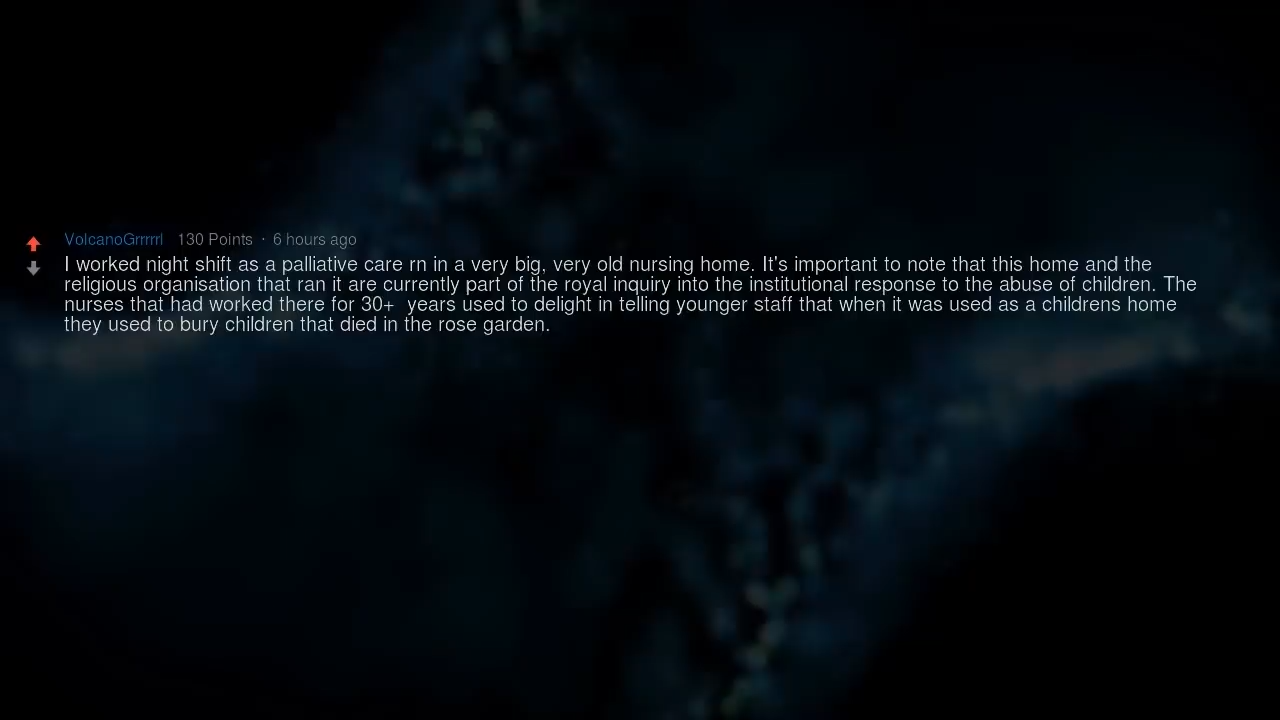 VolcanoGrrrrrl 130 Points · 6 hours ago
I worked night shift as a palliative care rn in a very big, very old nursing home. It's important to note that this home and the
religious organisation that ran it are currently part of the royal inquiry into the institutional response to the abuse of children. The
nurses that had worked there for 30+  years used to delight in telling younger staff that when it was used as a childrens home
they used to bury children that died in the rose garden.